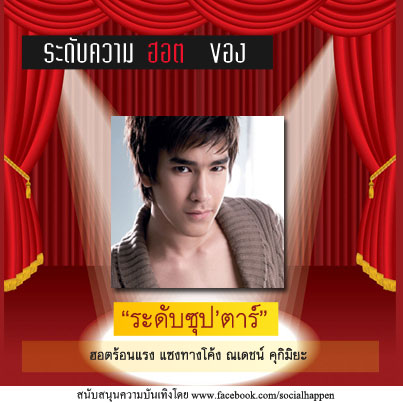 ระดับความ ฮอต ของ
“ระดับซุป'ตาร์”
ฮอตร้อนแรง แซงทางโค้ง ณเดชน์ คุกิมิยะ
สนับสนุนความบันเทิงโดย www.facebook.com/socialhappen